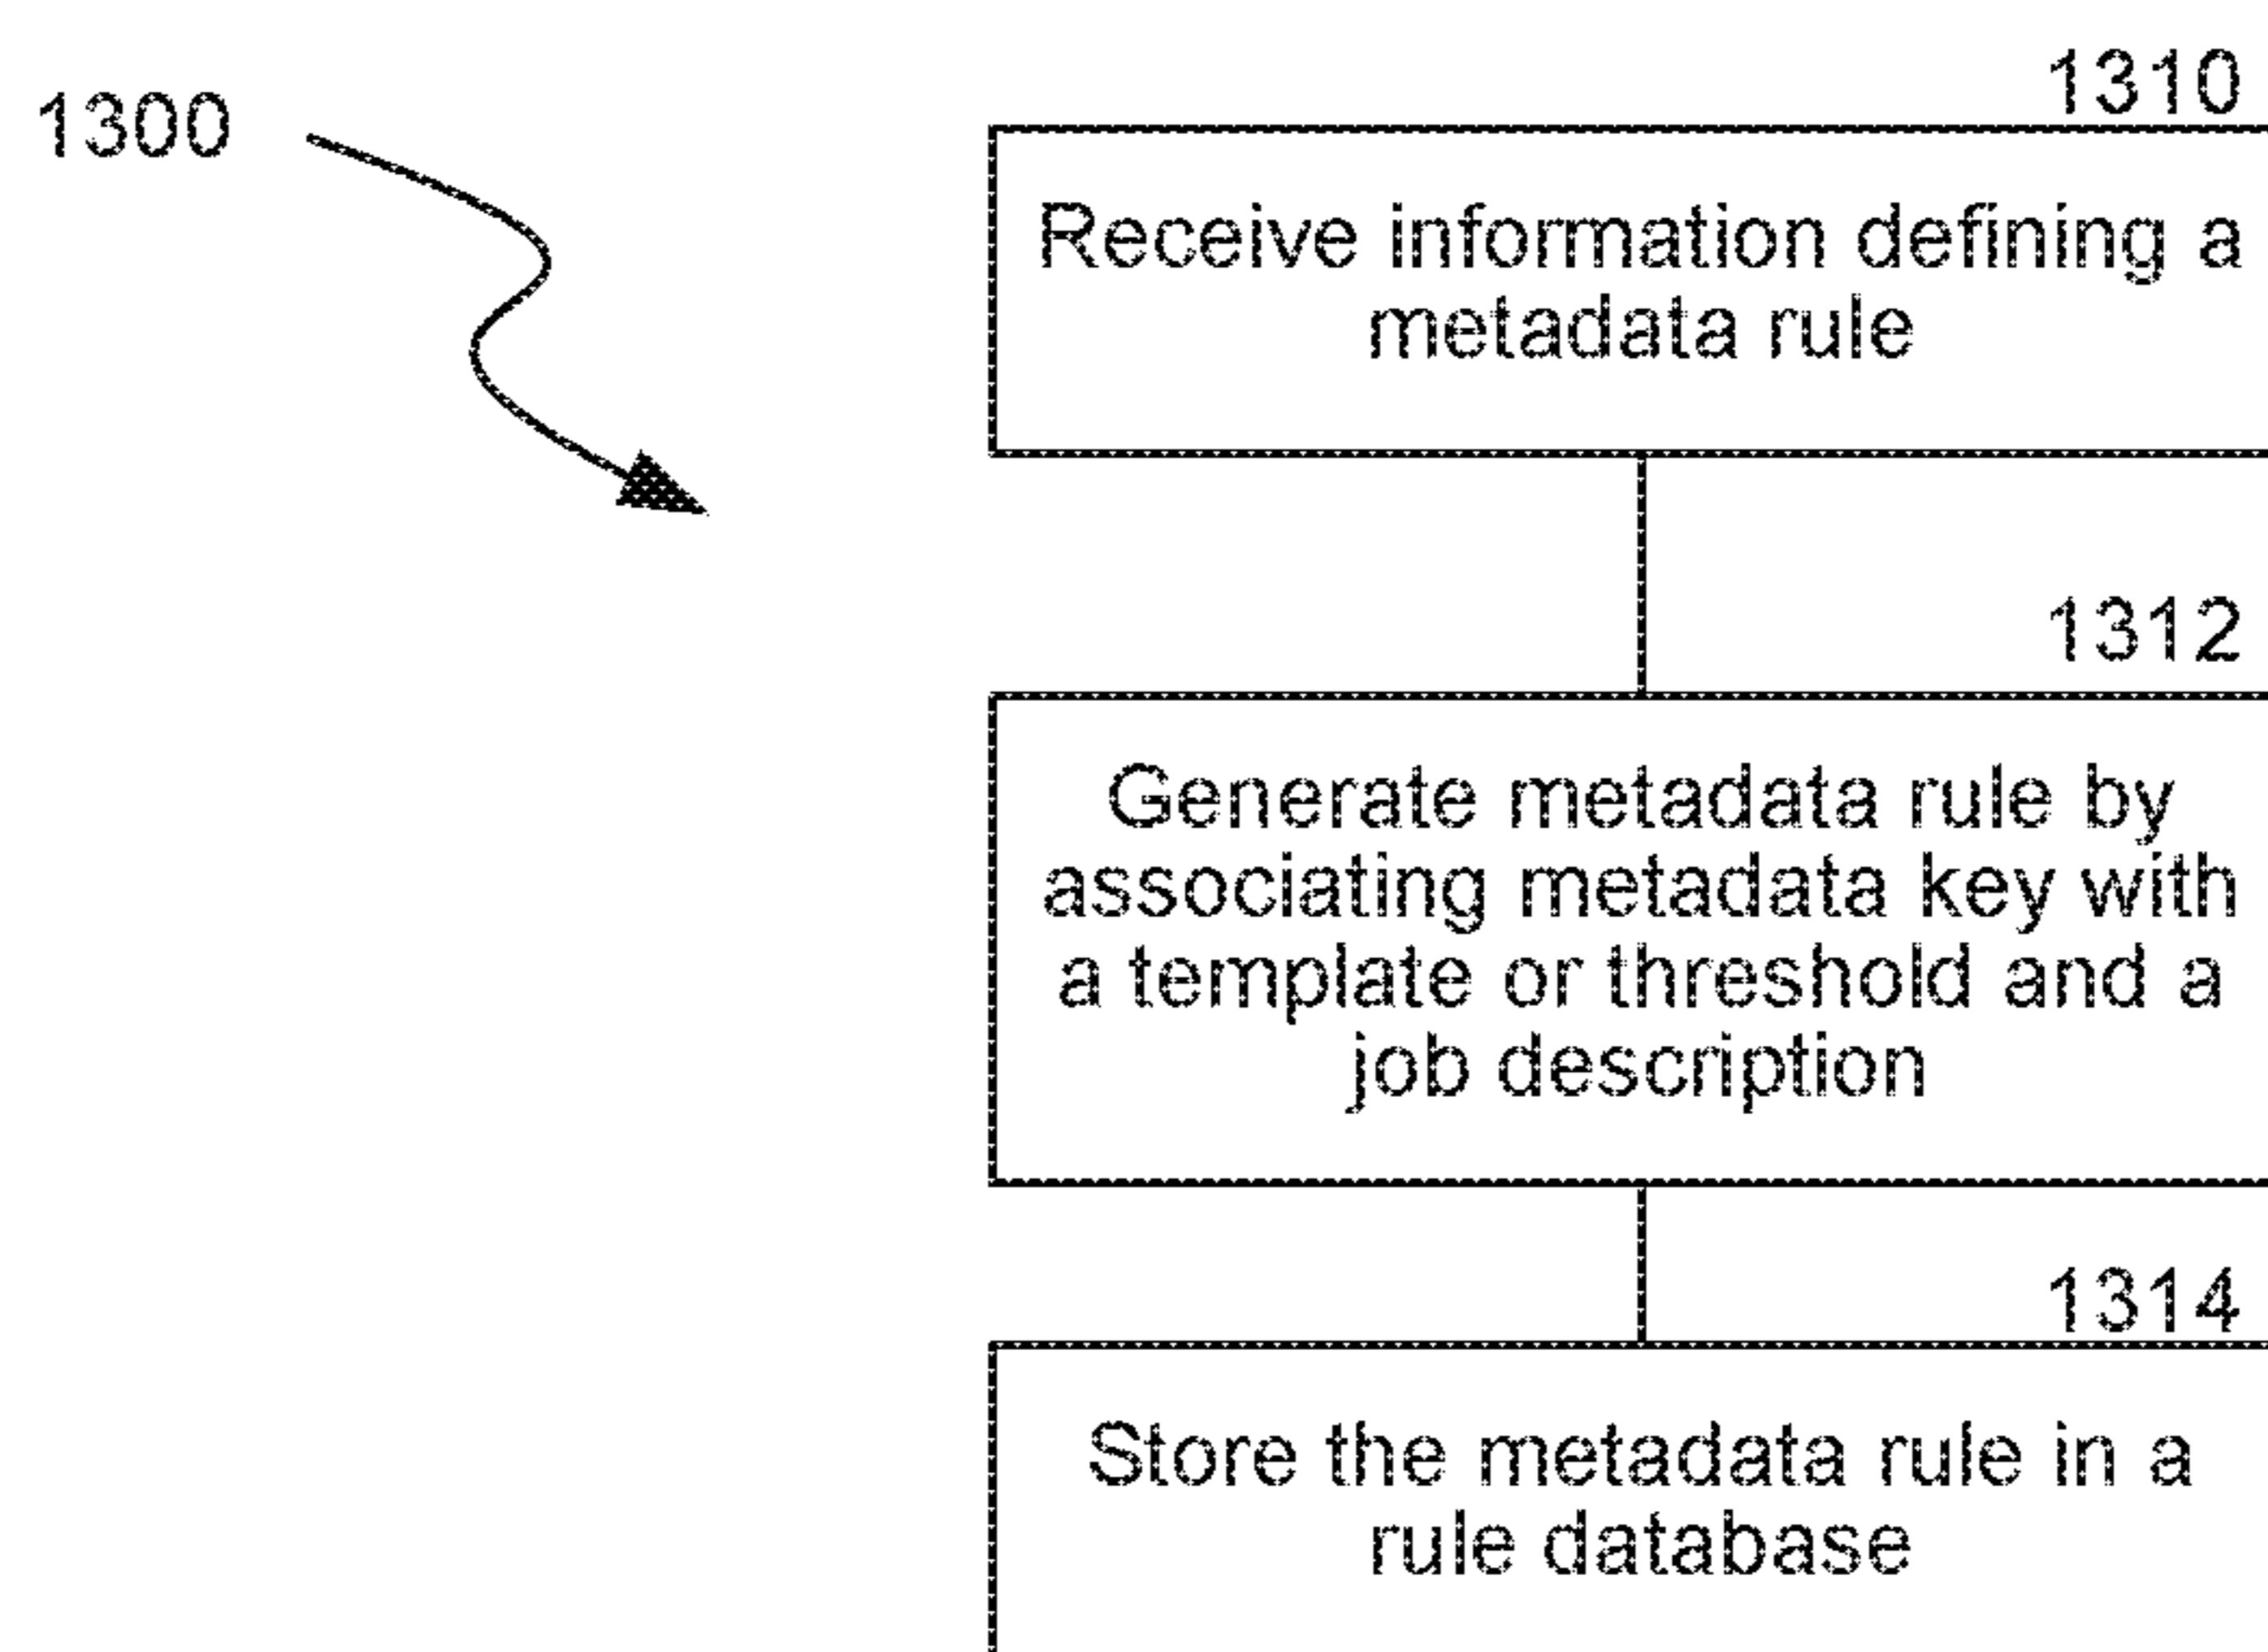 1300
1310
Receive information defining a
metadata rule
1312
Generate metadata rule by
associating metadata key with
a template or threshold and a
job description
1314
Store the metadata rule in a
rule database